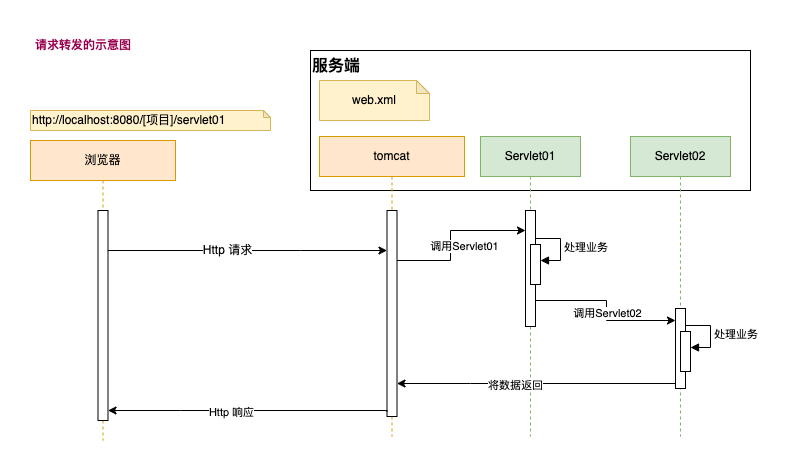 请求转发的示意图
服务端
web.xml
http://localhost:8080/[项目]/servlet01
浏览器
tomcat
Servlet01
Servlet02
Http 请求
调用Servlet01
处理业务
调用Servlet02
处理业务
将数据返回
Http 响应